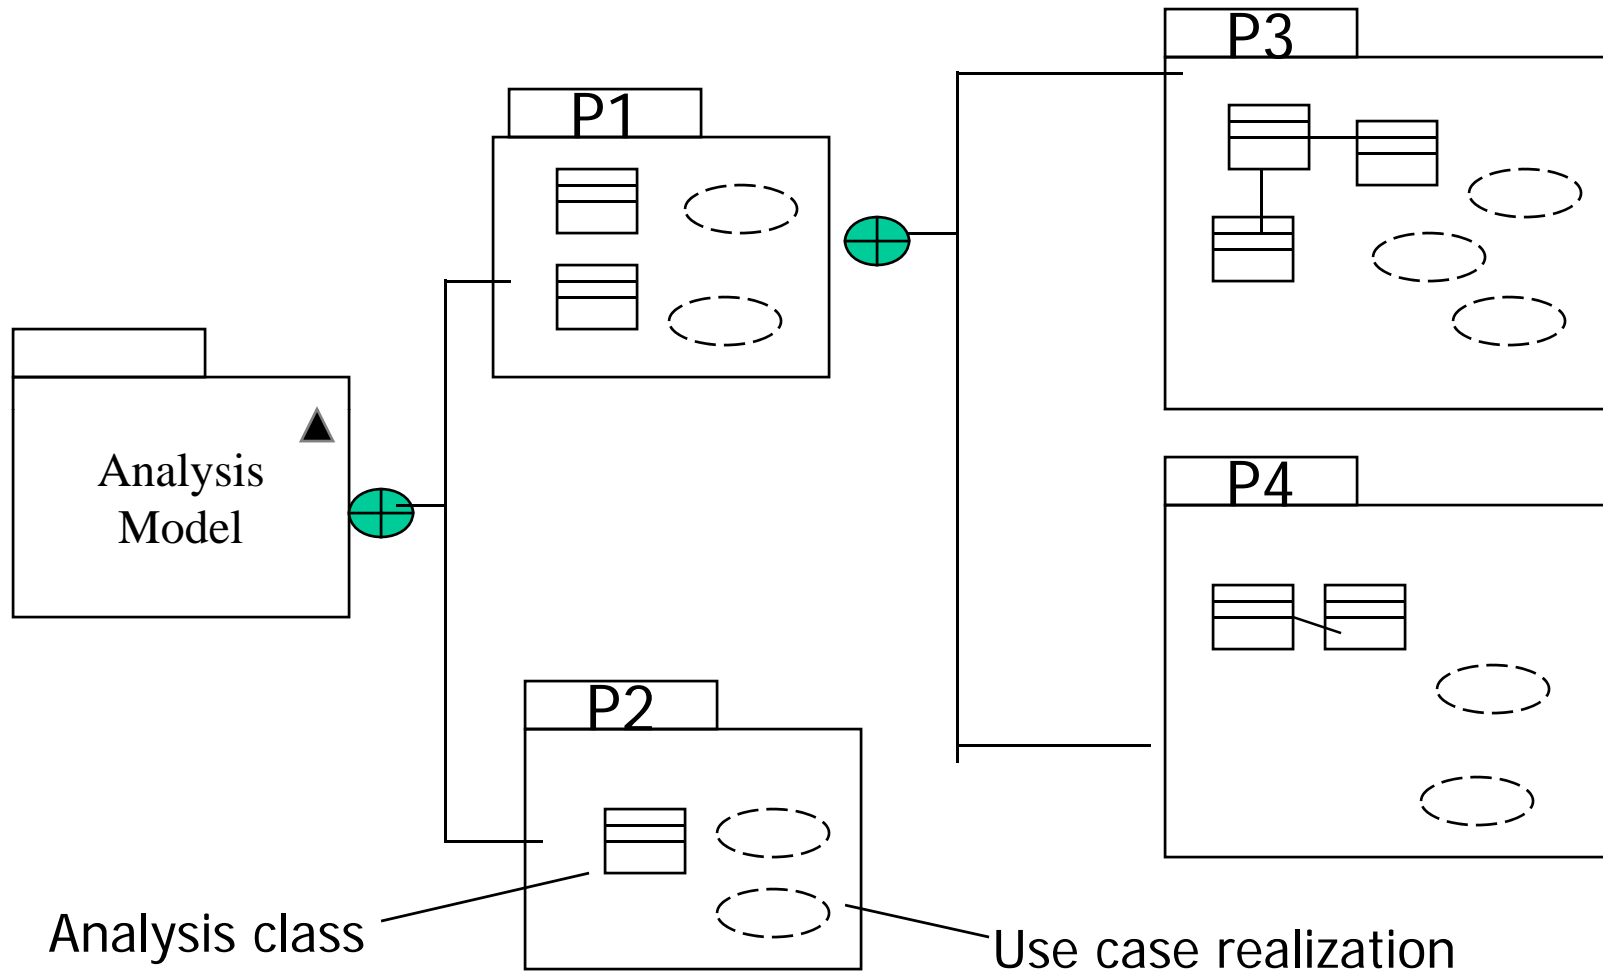 P3
P1
Analysis
Model
P4
P2
Analysis class
Use case realization